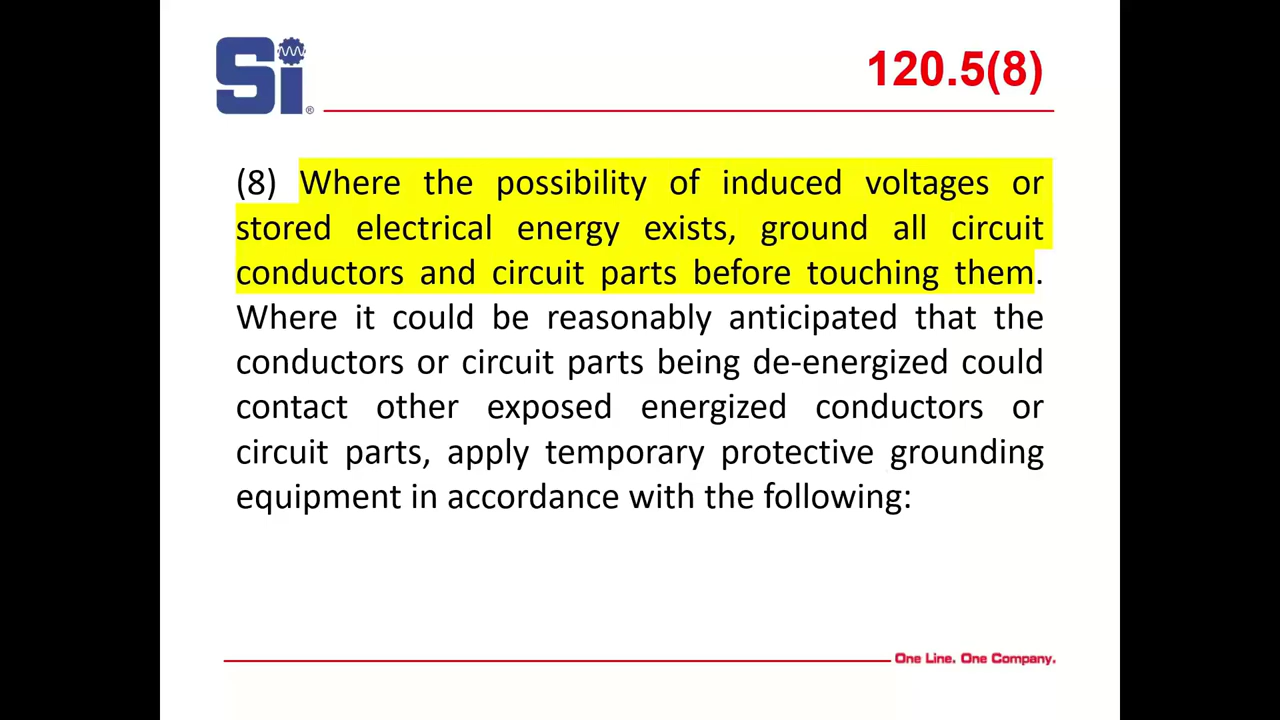 Si
®
120.5(8)
(8) Where the possibility of induced voltages or
stored electrical energy exists, ground all circuit
conductors and circuit parts before touching them.
Where it could be reasonably anticipated that the
conductors or circuit parts being de-energized could
contact other exposed energized conductors or
circuit parts, apply temporary protective grounding
equipment in accordance with the following:
One Line. One Company.